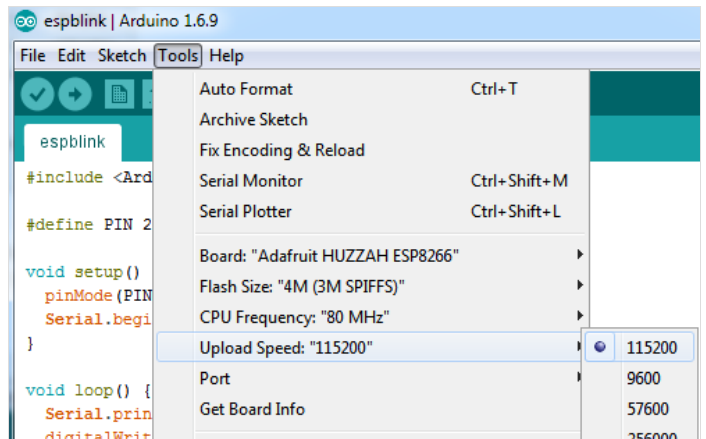 espblink | Arduino 1.6.9
File Edit Sketch Tools Help
Auto Format Ctrl+T
Archive Sketch
espblink
Fix Encoding & Reload
#include <Ard
Serial Monitor Ctrl+Shift+M
Serial Plotter Ctrl+Shift+L
#define PIN 2
Board: "Adafruit HUZZAH ESP8266"
void setup()
Flash Size: "4M (3M SPIFFS)"
pinMode(PIN
CPU Frequency: "80 MHz"
Serial.begi
}
Upload Speed: "115200" 115200
Port 9600
void loop() {
Get Board Info 57600
Serial.prin
digitalWrit 256000